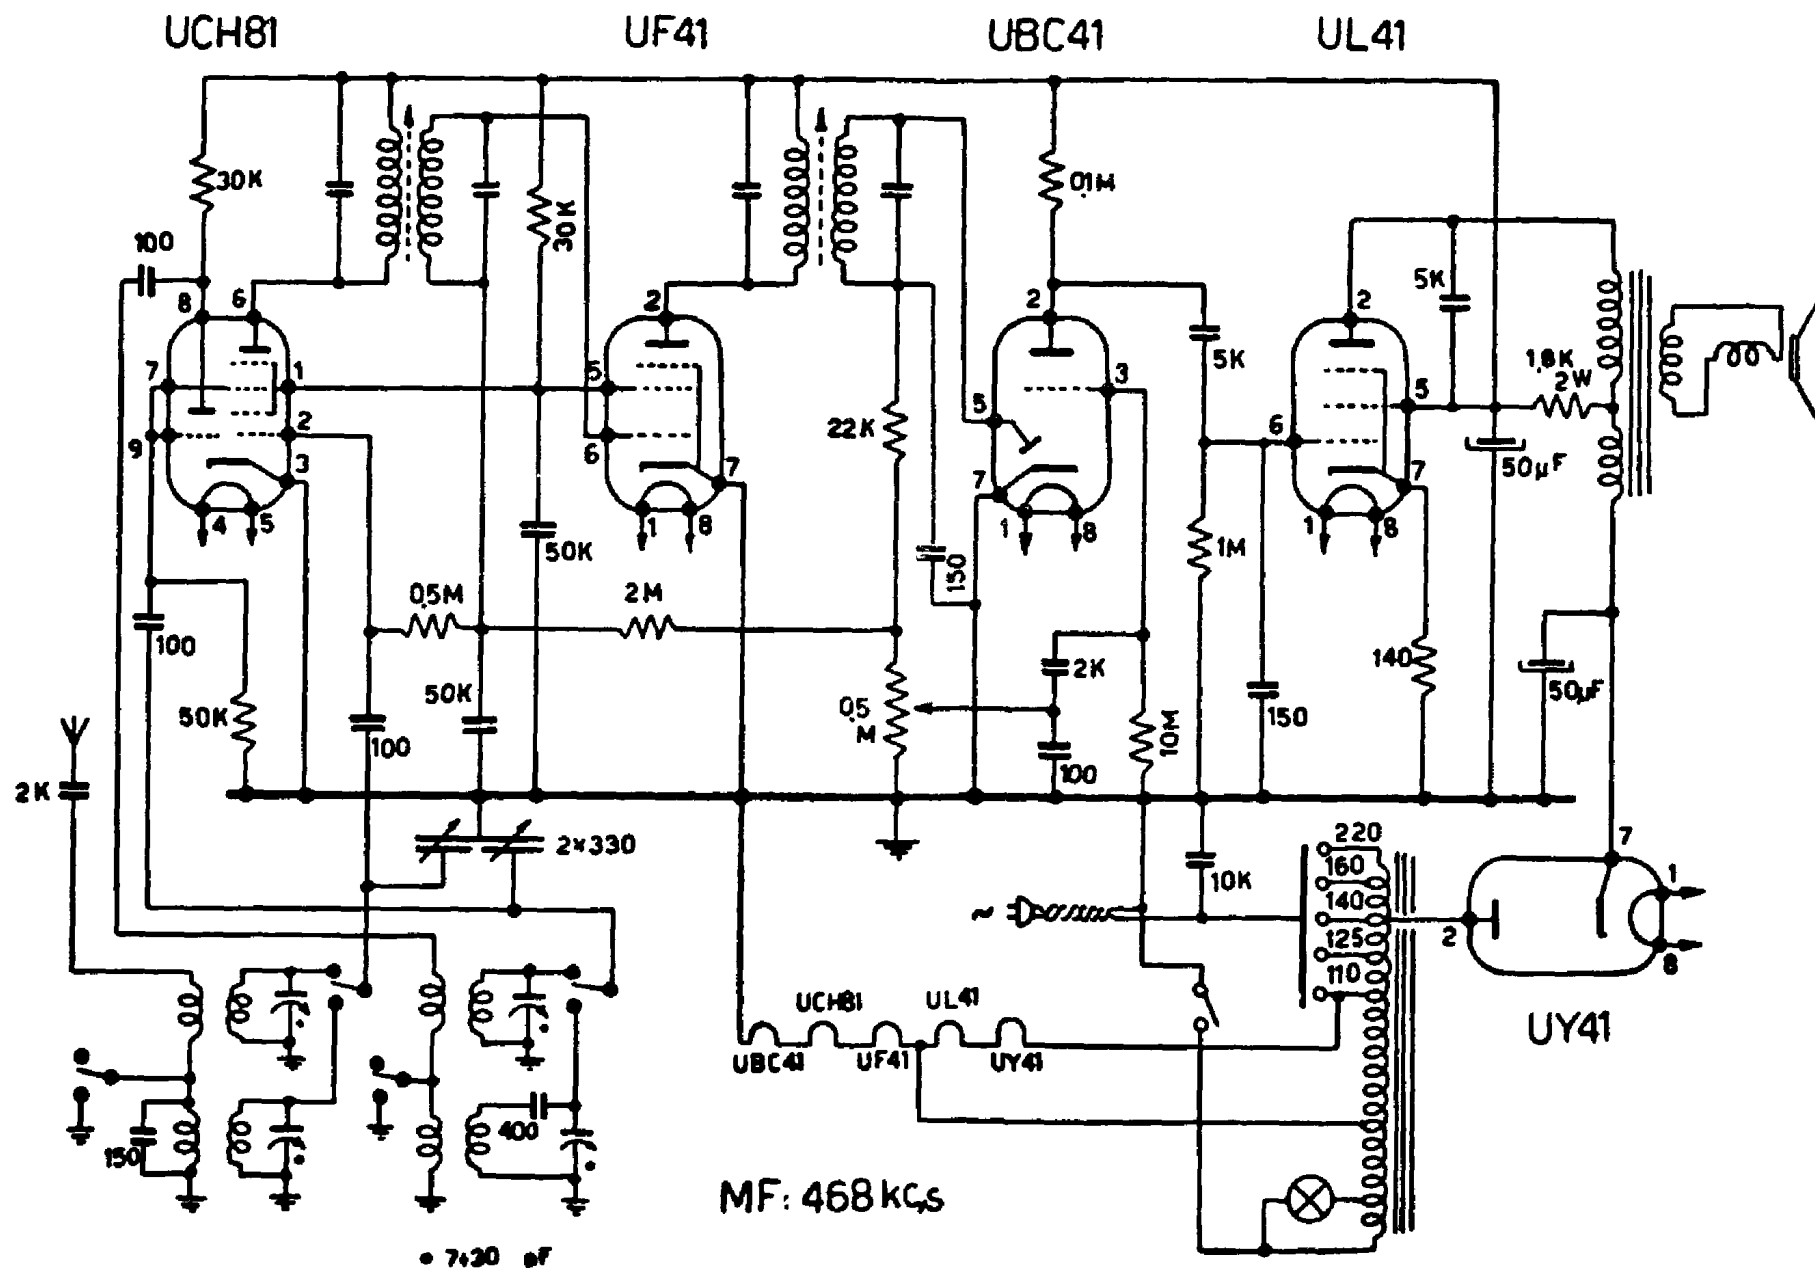 UCH81 UF41 UBC41 UL41
30K
30K
0,1M
100
5K
8 6 2 2 2
5K
1,8K
2W
7 1 5 3 5
2 5
22K
9 3 6 7 7 6 7
50µF
4 5 1 8 1 8 1 8
50K
1M
150
0,5M 2M
100
2K
140
50µF
50K
50K
100
0,5
M
10M
150
100
2K
2×330
220
7
160
1
10K
140
~
125
2
110
8
UCH81 UL41
UY41
UBC41 UF41 UY41
400
150
MF: 468 kc,s
• 7÷30 pF